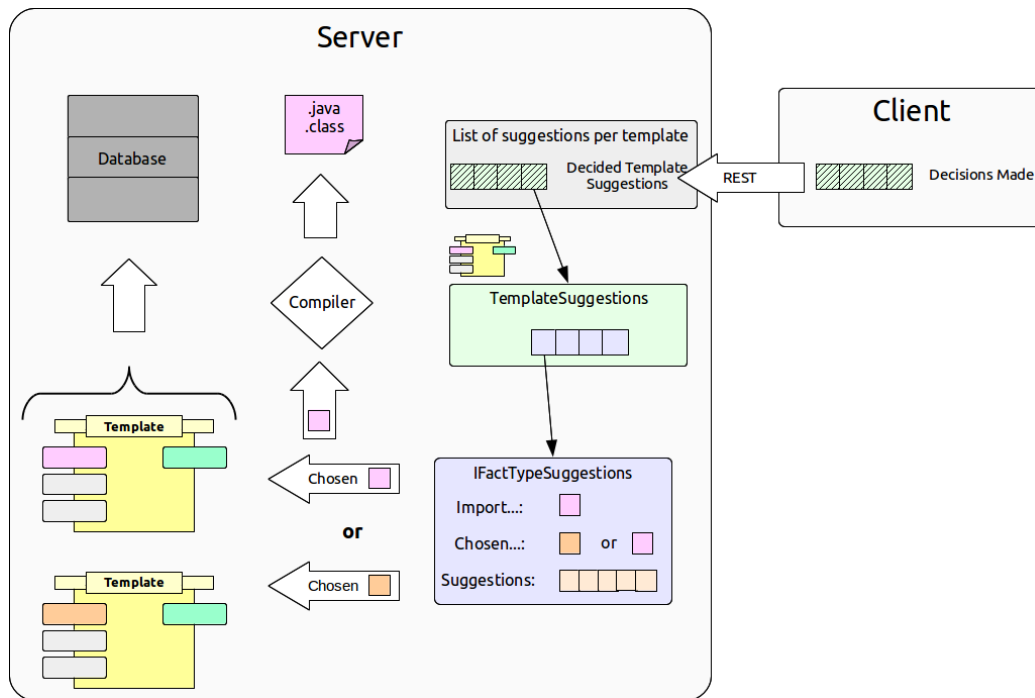 Server
Client
.java
.class
Database
List of suggestions per template
Decided Template
Suggestions
REST
Decisions Made
Compiler
TemplateSuggestions
Template
Chosen
or
IFactTypeSuggestions
Import...:
Chosen...:
or
Suggestions:
Template
Chosen